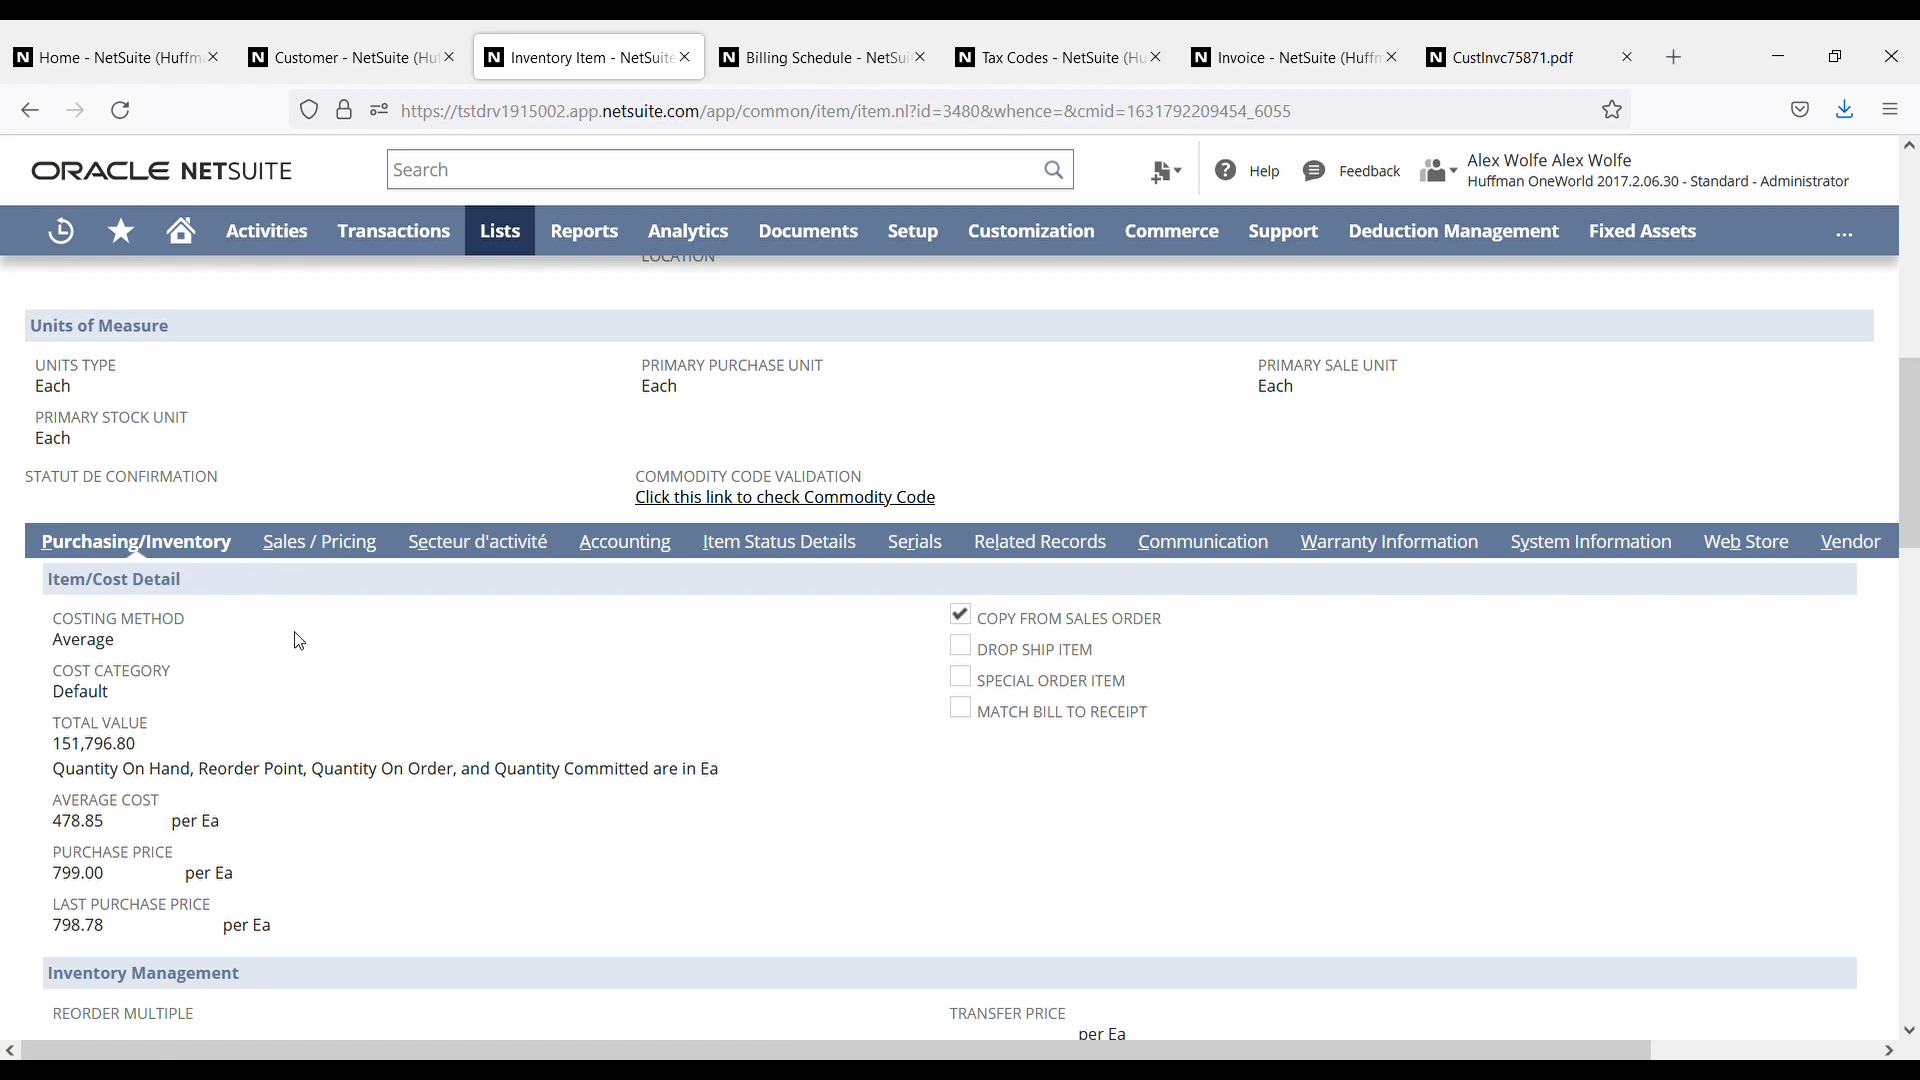 Home - NetSuite (Huffm
Customer - NetSuite (Huf
Inventory Item - NetSuite
Billing Schedule - NetSui
Tax Codes - NetSuite (Hu
Invoice - NetSuite (Huffm
CustInvc75871.pdf
https://tstdrv1915002.app.netsuite.com/app/common/item/item.nl?id=3480&whence=&cmid=1631792209454_6055
ORACLE NETSUITE
Search
Help
Feedback
Alex Wolfe Alex Wolfe
Huffman OneWorld 2017.2.06.30 - Standard - Administrator
Activities
Transactions
Lists
Reports
Analytics
Documents
Setup
Customization
Commerce
Support
Deduction Management
Fixed Assets
...
LOCATION
Units of Measure
UNITS TYPE
Each
PRIMARY PURCHASE UNIT
Each
PRIMARY SALE UNIT
Each
PRIMARY STOCK UNIT
Each
STATUT DE CONFIRMATION
COMMODITY CODE VALIDATION
Click this link to check Commodity Code
Purchasing/Inventory
Sales / Pricing
Secteur d'activité
Accounting
Item Status Details
Serials
Related Records
Communication
Warranty Information
System Information
Web Store
Vendor
Item/Cost Detail
COSTING METHOD
Average
COST CATEGORY
Default
TOTAL VALUE
151,796.80
Quantity On Hand, Reorder Point, Quantity On Order, and Quantity Committed are in Ea
AVERAGE COST
478.85 per Ea
PURCHASE PRICE
799.00 per Ea
LAST PURCHASE PRICE
798.78 per Ea
COPY FROM SALES ORDER
DROP SHIP ITEM
SPECIAL ORDER ITEM
MATCH BILL TO RECEIPT
Inventory Management
REORDER MULTIPLE
TRANSFER PRICE
per Ea